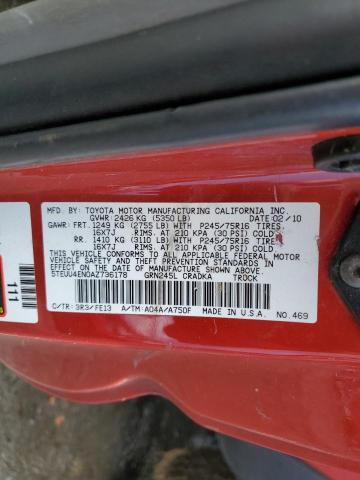 MFD. BY: TOYOTA MOTOR MANUFACTURING CALIFORNIA INC.
GVWR: 2426 KG (5350 LB) DATE: 02/10
GAWR: FRT. 1249 KG (2755 LB) WITH P245/75R16 TIRES
16X7J RIMS. AT 210 KPA (30 PSI) COLD
RR. 1410 KG (3110 LB) WITH P245/75R16 TIRES
16X7J RIMS. AT 210 KPA (30 PSI) COLD
THIS VEHICLE CONFORMS TO ALL APPLICABLE FEDERAL MOTOR
VEHICLE SAFETY, BUMPER, AND THEFT PREVENTION STANDARDS IN
EFFECT ON THE DATE OF MANUFACTURE SHOWN ABOVE.
5TEUU4EN0AZ736178 GRN245L CRADKA TRUCK
C/TR: 3R3/FE13 A/TM: A04A/A750F MADE IN U.S.A. NO.469
111